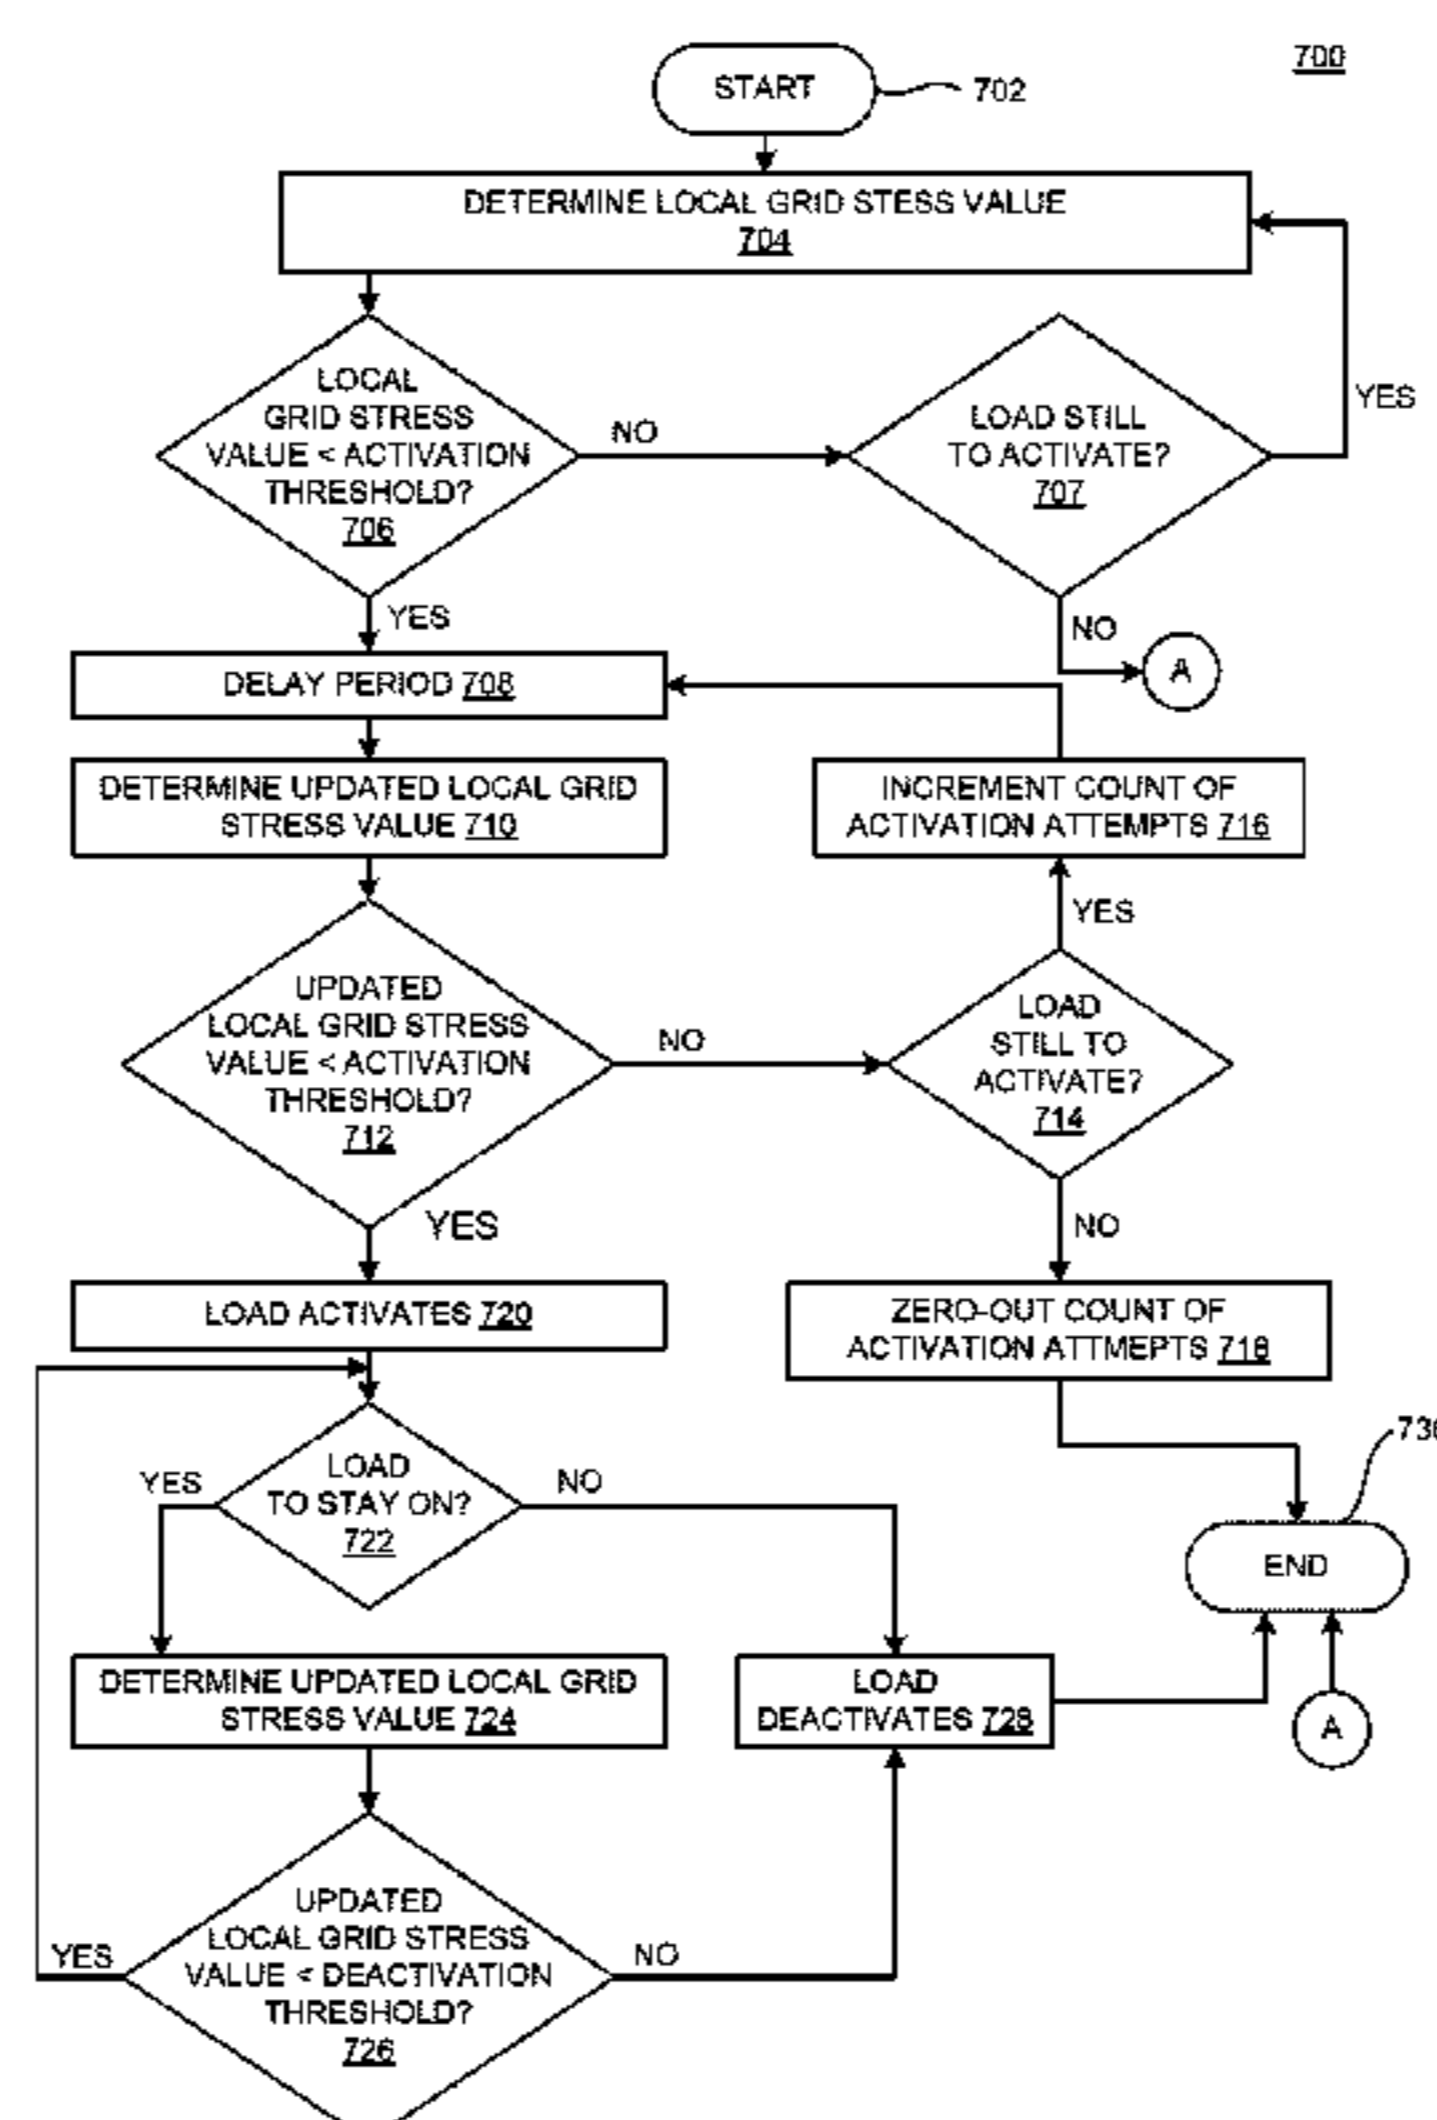 700
START
702
DETERMINE LOCAL GRID STESS VALUE
704
LOCAL
GRID STRESS
VALUE < ACTIVATION
THRESHOLD?
706
NO
LOAD STILL
TO ACTIVATE?
707
YES
YES
NO
A
DELAY PERIOD 708
DETERMINE UPDATED LOCAL GRID
STRESS VALUE 710
INCREMENT COUNT OF
ACTIVATION ATTEMPTS 716
YES
UPDATED
LOCAL GRID STRESS
VALUE < ACTIVATION
THRESHOLD?
712
NO
LOAD
STILL TO
ACTIVATE?
714
YES
NO
LOAD ACTIVATES 720
ZERO-OUT COUNT OF
ACTIVATION ATTMEPTS 718
LOAD
TO STAY ON?
722
YES
NO
END
DETERMINE UPDATED LOCAL GRID
STRESS VALUE 724
LOAD
DEACTIVATES 728
A
UPDATED
LOCAL GRID STRESS
VALUE < DEACTIVATION
THRESHOLD?
726
YES
NO